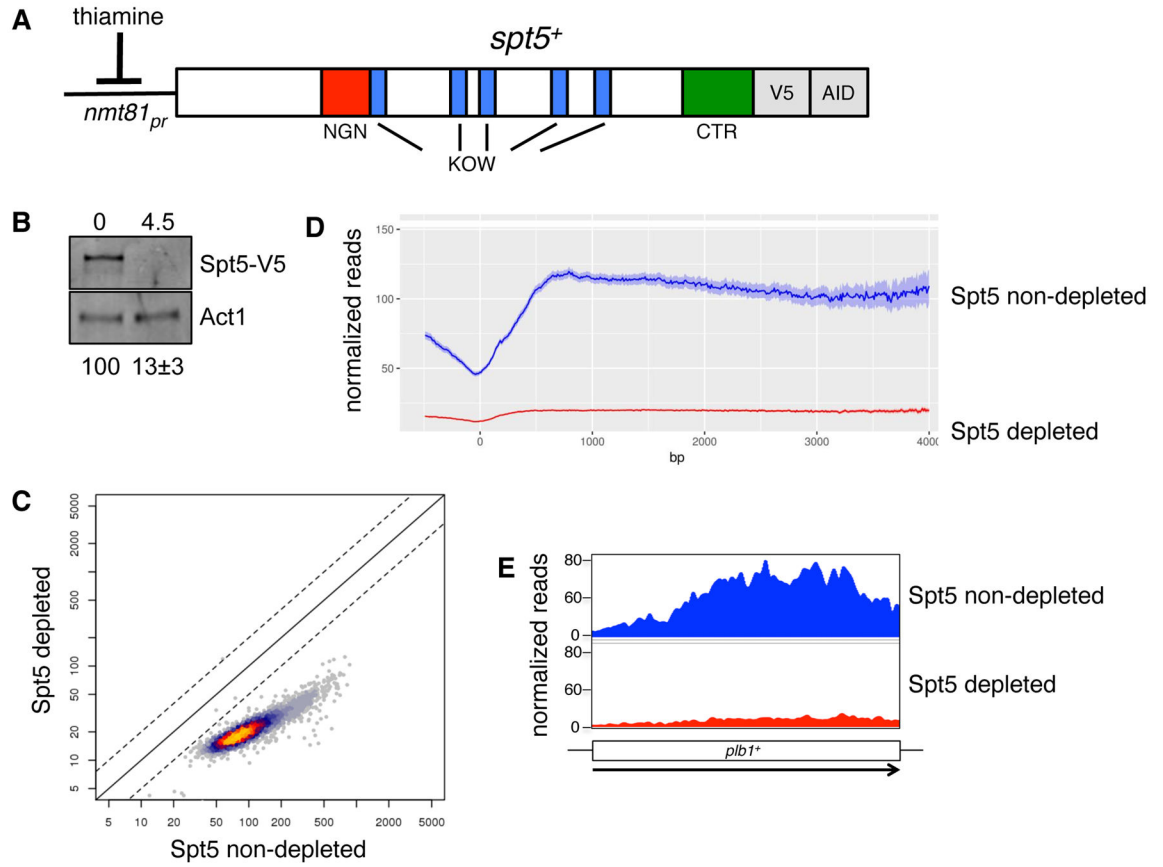 A
thiamine
spt5+
nmt81pr
NGN
KOW
CTR
V5
AID
B
0 4.5
Spt5-V5
Act1
100 13±3
D
normalized reads
150
100
50
0 1000 2000 3000 4000
bp
Spt5 non-depleted
Spt5 depleted
C
Spt5 depleted
5000
2000
500
100
50
20
10
5
5 10 20 50 100 200 500 2000 5000
Spt5 non-depleted
E
normalized reads
80
60
0
80
60
0
Spt5 non-depleted
Spt5 depleted
plb1+